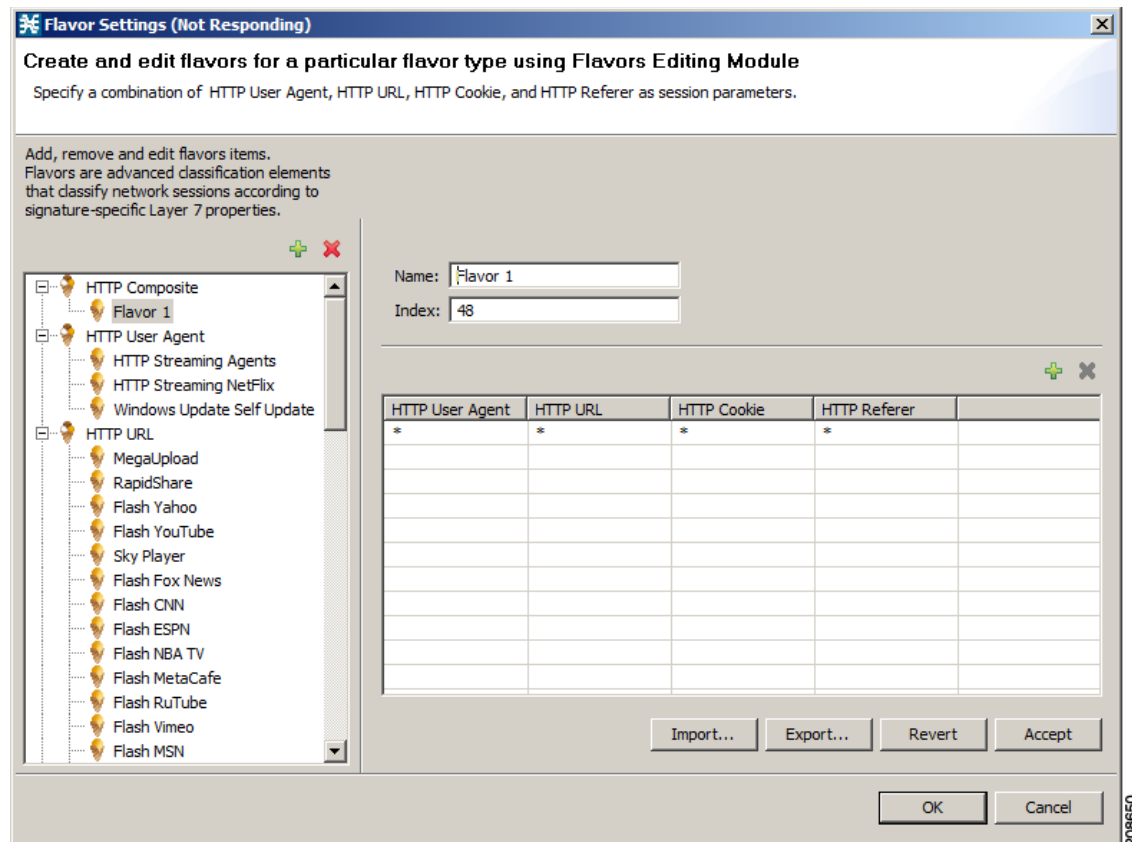 Flavor Settings (Not Responding)
Create and edit flavors for a particular flavor type using Flavors Editing Module
Specify a combination of HTTP User Agent, HTTP URL, HTTP Cookie, and HTTP Referer as session parameters.
Add, remove and edit flavors items.
Flavors are advanced classification elements
that classify network sessions according to
signature-specific Layer 7 properties.
HTTP Composite
Flavor 1
HTTP User Agent
HTTP Streaming Agents
HTTP Streaming NetFlix
Windows Update Self Update
HTTP URL
MegaUpload
RapidShare
Flash Yahoo
Flash YouTube
Sky Player
Flash Fox News
Flash CNN
Flash ESPN
Flash NBA TV
Flash MetaCafe
Flash RuTube
Flash Vimeo
Flash MSN
Name: Flavor 1
Index: 48
HTTP User Agent HTTP URL HTTP Cookie HTTP Referer
* * * *
Import... Export... Revert Accept
OK Cancel